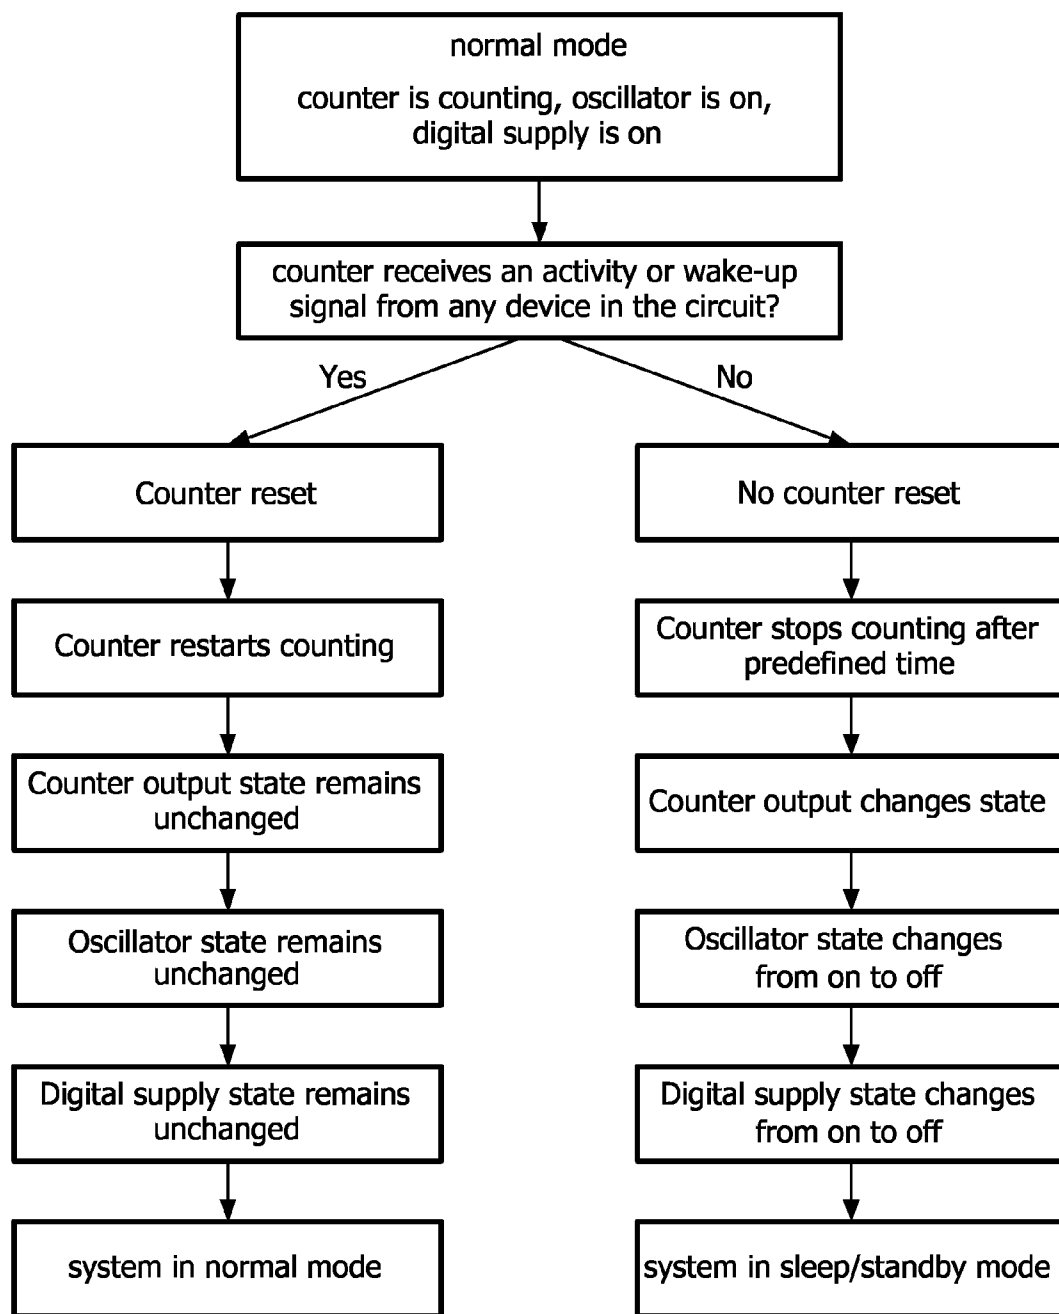 normal mode
counter is counting, oscillator is on,
digital supply is on
counter receives an activity or wake-up
signal from any device in the circuit?
Yes
No
Counter reset
No counter reset
Counter restarts counting
Counter stops counting after
predefined time
Counter output state remains
unchanged
Counter output changes state
Oscillator state remains
unchanged
Oscillator state changes
from on to off
Digital supply state remains
unchanged
Digital supply state changes
from on to off
system in normal mode
system in sleep/standby mode